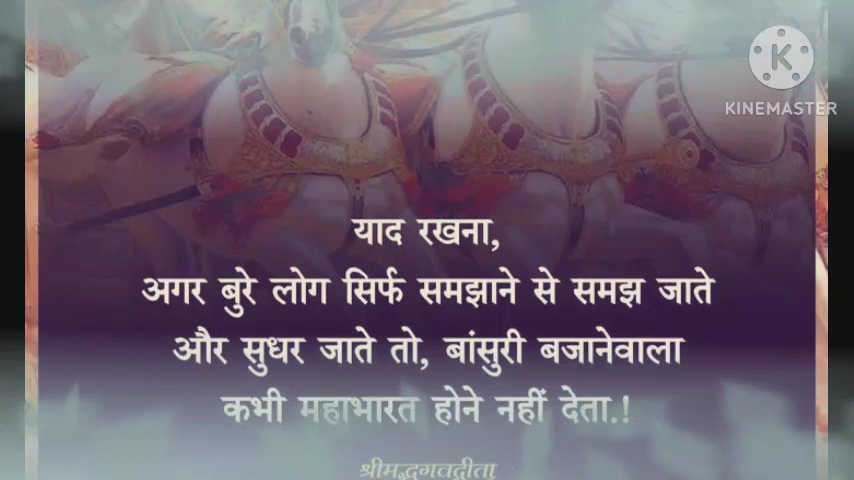 KINEMASTER
याद रखना,
अगर बुरे लोग सिर्फ समझाने से समझ जाते
और सुधर जाते तो, बांसुरी बजानेवाला
कभी महाभारत होने नहीं देता.!
श्रीमद्भगवद्गीता